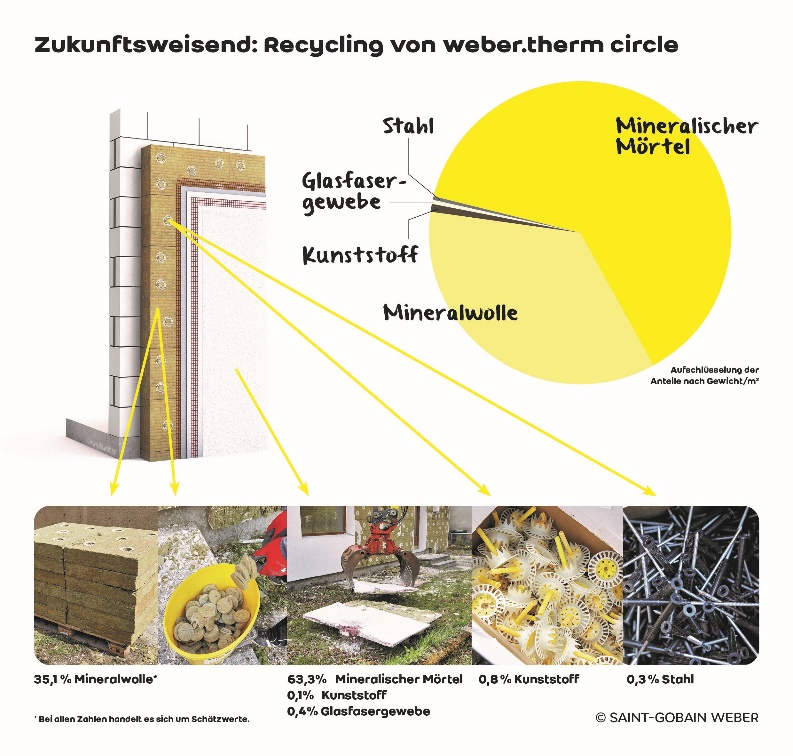 Zukunftsweisend: Recycling von weber.therm circle
Stahl
Mineralischer
Mörtel
Glasfaser-
gewebe
Kunststoff
Mineralwolle
Aufschlüsselung der
Anteile nach Gewicht/m²
35,1 % Mineralwolle*
63,3% Mineralischer Mörtel
0,1% Kunststoff
0,4% Glasfasergewebe
0,8 % Kunststoff
0,3 % Stahl
* Bei allen Zahlen handelt es sich um Schätzwerte.
© SAINT-GOBAIN WEBER